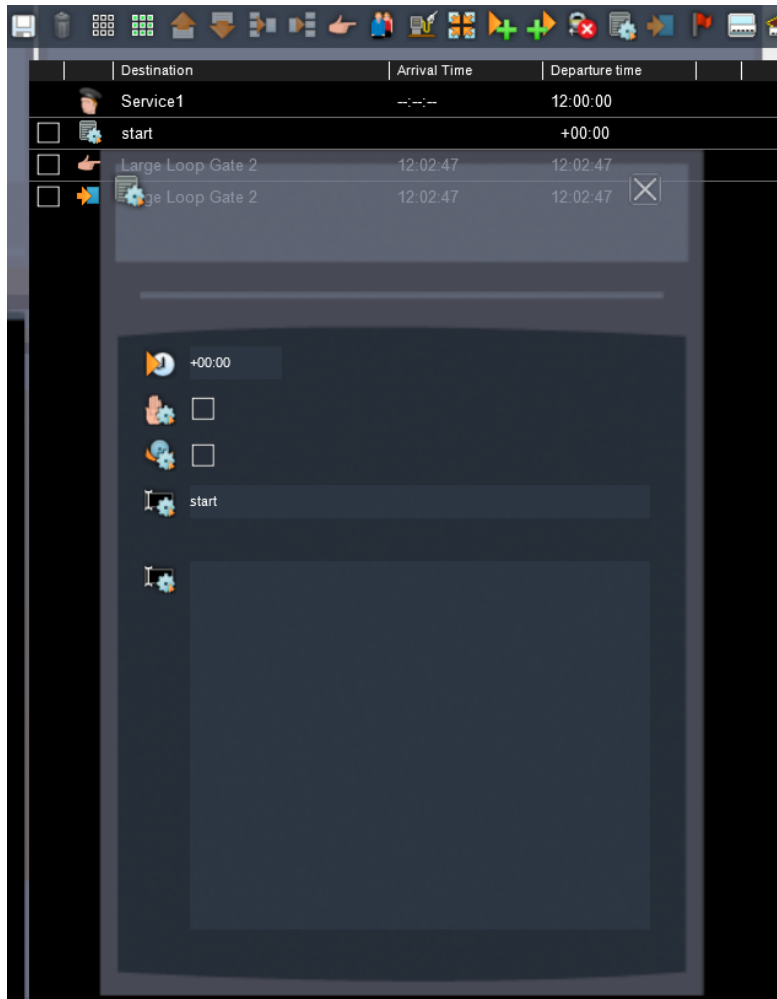 Destination Arrival Time Departure time
Service1 --:--:-- 12:00:00
start +00:00
Large Loop Gate 2 12:02:47 12:02:47
ge Loop Gate 2 12:02:47 12:02:47
+00:00
start